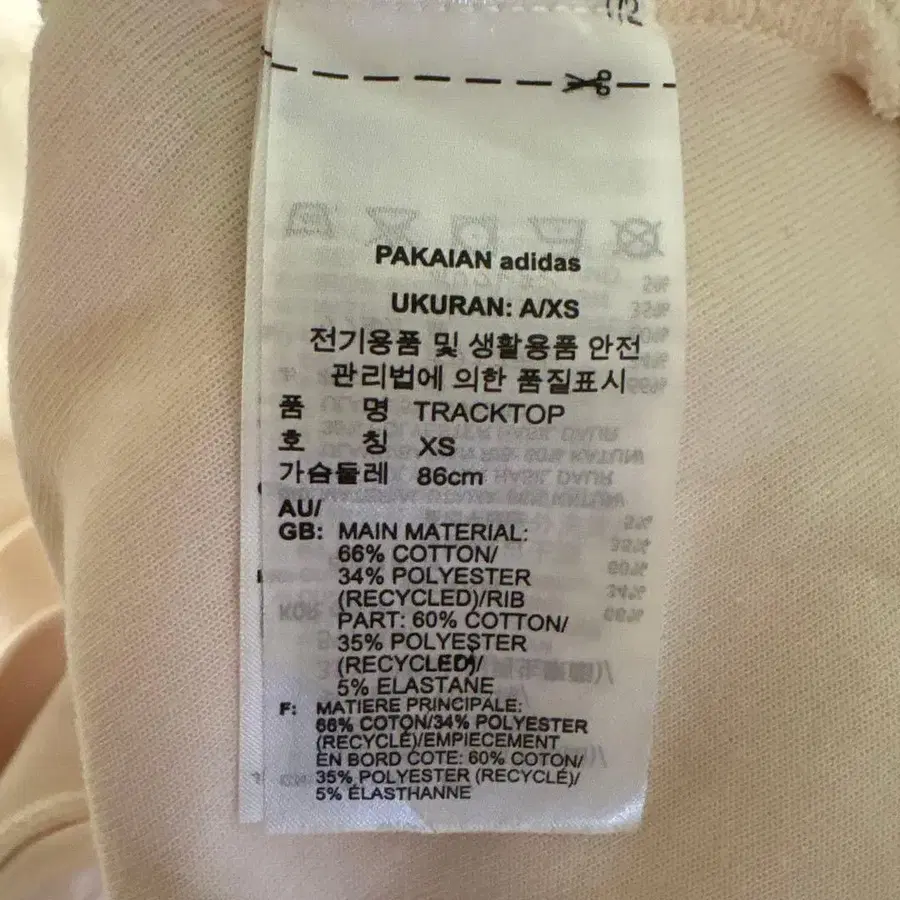 PAKAIAN adidas
UKURAN: A/XS
전기용품 및 생활용품 안전
관리법에 의한 품질표시
품 명 TRACKTOP
호 칭 XS
가슴둘레 86cm
AU/
GB: MAIN MATERIAL:
66% COTTON/
34% POLYESTER
(RECYCLED)/RIB
PART: 60% COTTON/
35% POLYESTER
(RECYCLED)/
5% ELASTANE
F: MATIERE PRINCIPALE:
66% COTON/34% POLYESTER
(RECYCLÉ)/EMPIECEMENT
EN BORD COTE: 60% COTON/
35% POLYESTER (RECYCLÉ)/
5% ÉLASTHANNE